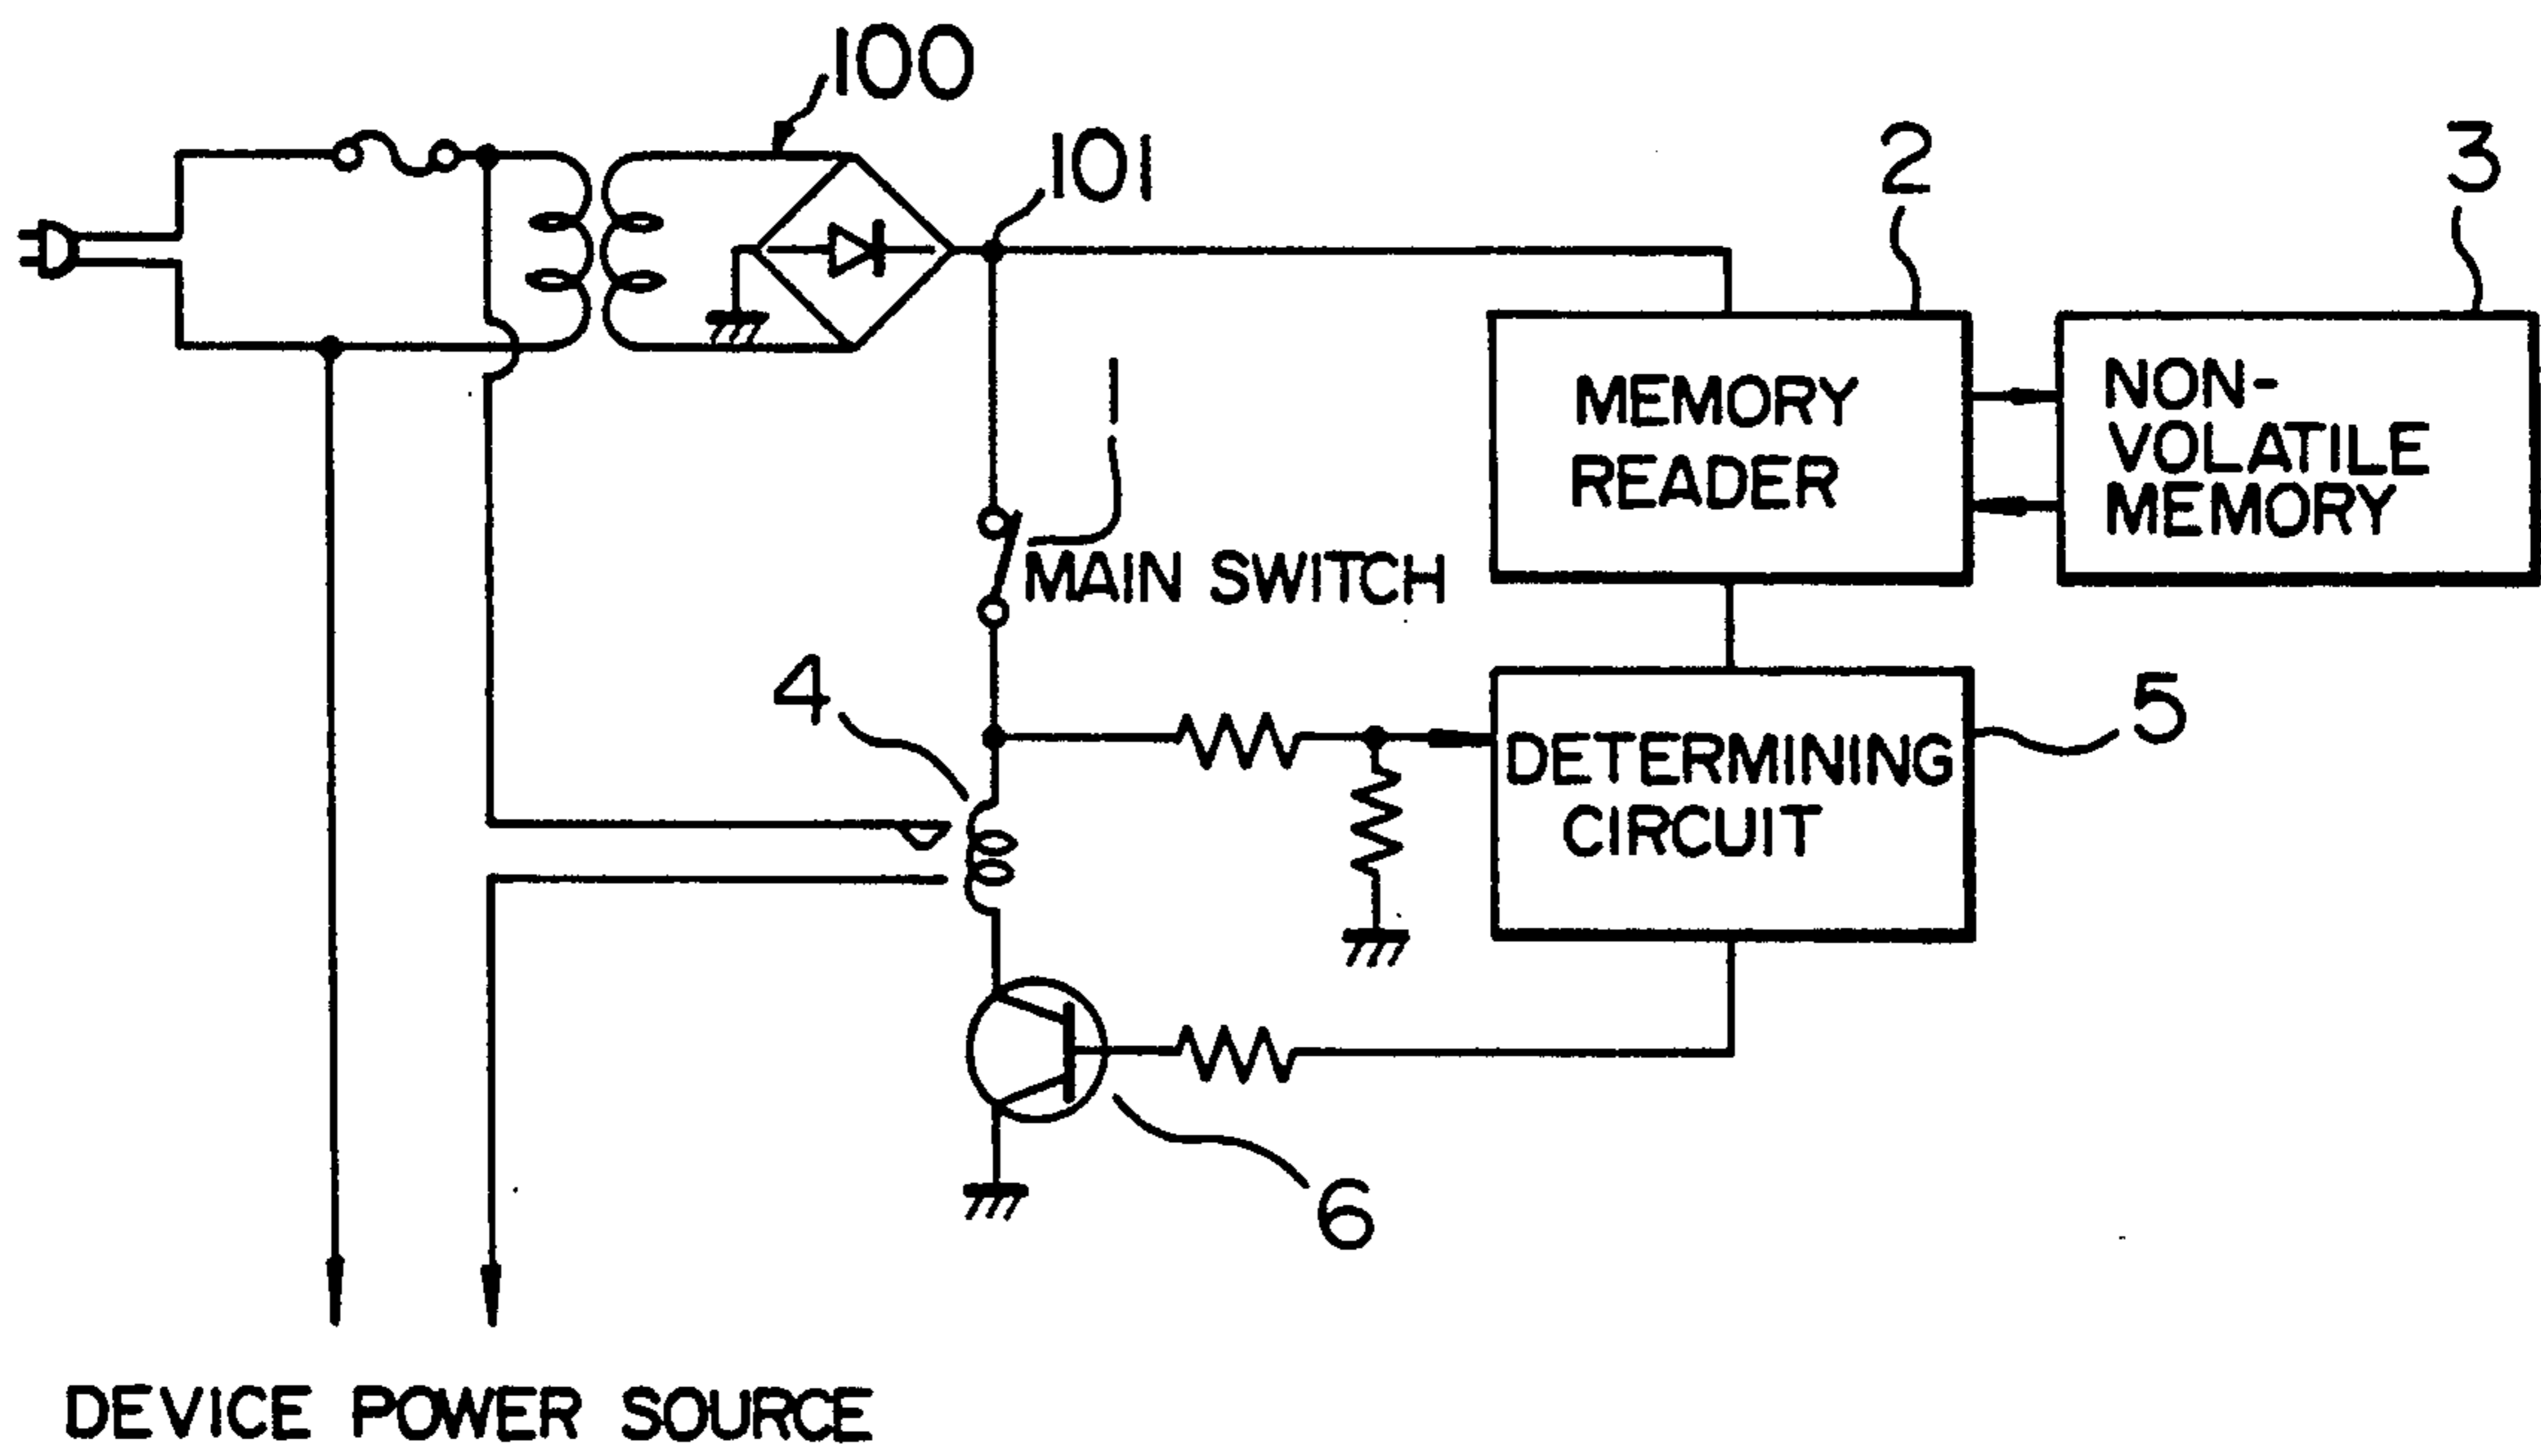 100
101
2
3
1
MEMORY
READER
NON-
VOLATILE
MEMORY
MAIN SWITCH
4
5
DETERMINING
CIRCUIT
6
DEVICE POWER SOURCE